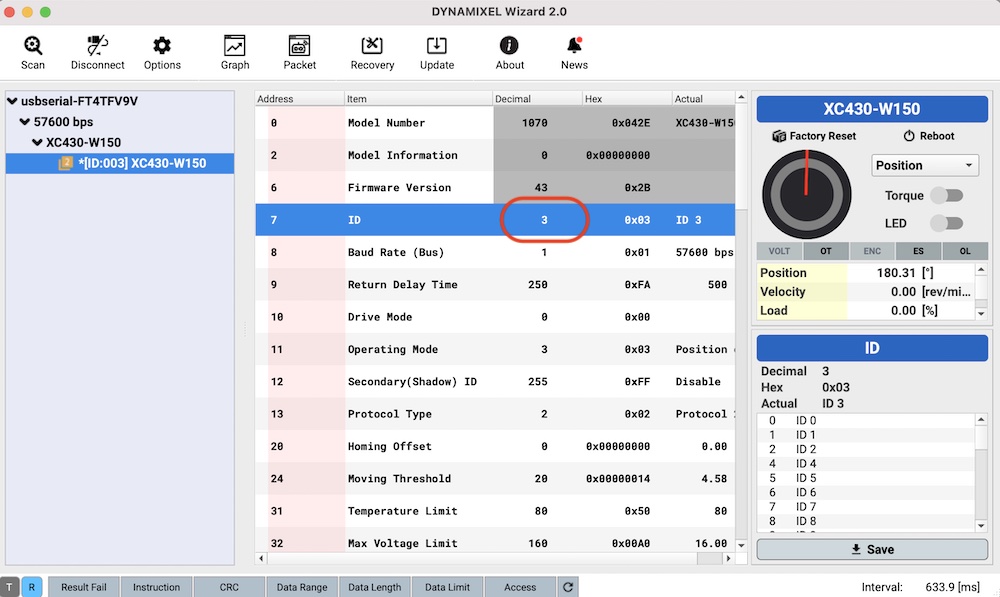 DYNAMIXEL Wizard 2.0
Scan Disconnect Options Graph Packet Recovery Update About News
usbserial-FT4TFV9V
57600 bps
XC430-W150
2 *[ID:003] XC430-W150
Address Item Decimal Hex Actual
0 Model Number 1070 0x042E XC430-W15
2 Model Information 0 0x00000000
6 Firmware Version 43 0x2B
7 ID 3 0x03 ID 3
8 Baud Rate (Bus) 1 0x01 57600 bps
9 Return Delay Time 250 0xFA 500
10 Drive Mode 0 0x00
11 Operating Mode 3 0x03 Position
12 Secondary(Shadow) ID 255 0xFF Disable
13 Protocol Type 2 0x02 Protocol
20 Homing Offset 0 0x00000000 0.00
24 Moving Threshold 20 0x00000014 4.58
31 Temperature Limit 80 0x50 80
32 Max Voltage Limit 160 0x00A0 16.00
XC430-W150
Factory Reset Reboot
Position
Torque
LED
VOLT OT ENC ES OL
Position 180.31 [°]
Velocity 0.00 [rev/mi...
Load 0.00 [%]
ID
Decimal 3
Hex 0x03
Actual ID 3
0 ID 0
1 ID 1
2 ID 2
4 ID 4
5 ID 5
6 ID 6
7 ID 7
8 ID 8
Save
T R Result Fail Instruction CRC Data Range Data Length Data Limit Access Interval: 633.9 [ms]